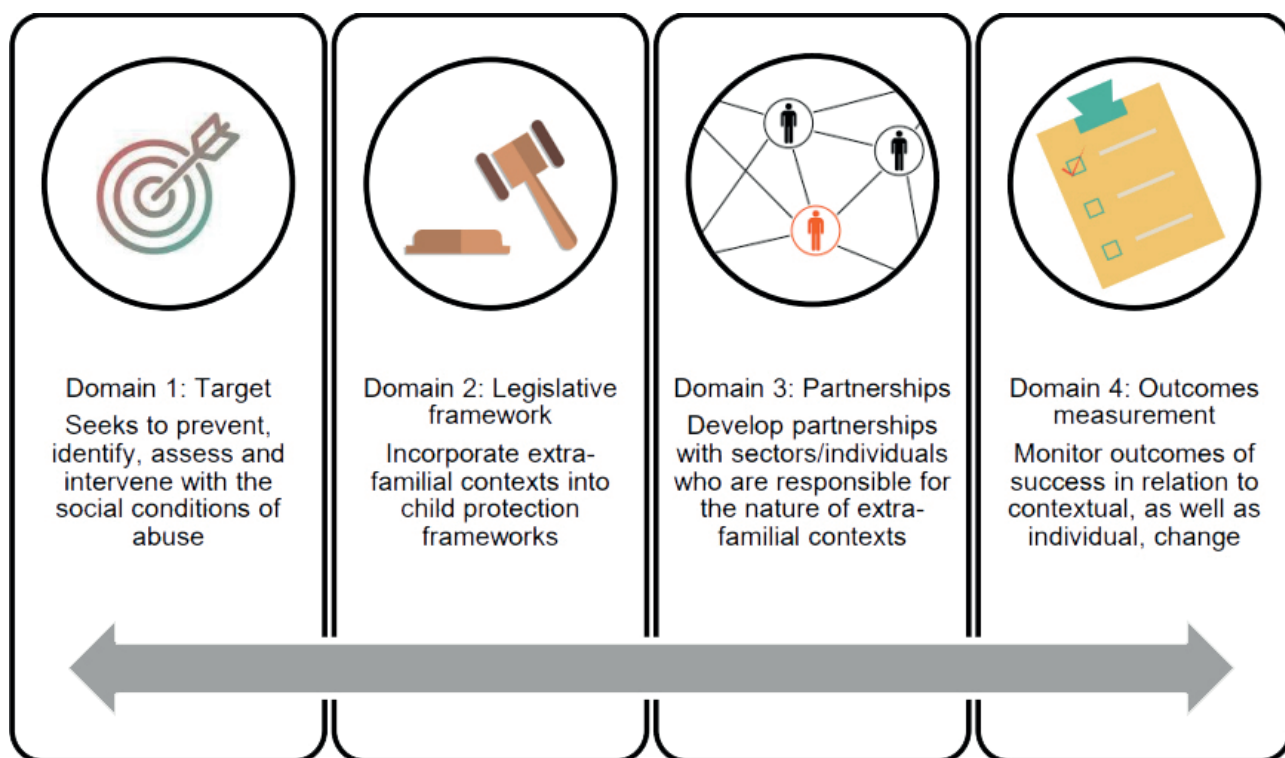 Domain 1: Target
Seeks to prevent,
identify, assess and
intervene with the
social conditions of
abuse
Domain 2: Legislative
framework
Incorporate extra-
familial contexts into
child protection
frameworks
Domain 3: Partnerships
Develop partnerships
with sectors/individuals
who are responsible for
the nature of extra-
familial contexts
Domain 4: Outcomes
measurement
Monitor outcomes of
success in relation to
contextual, as well as
individual, change